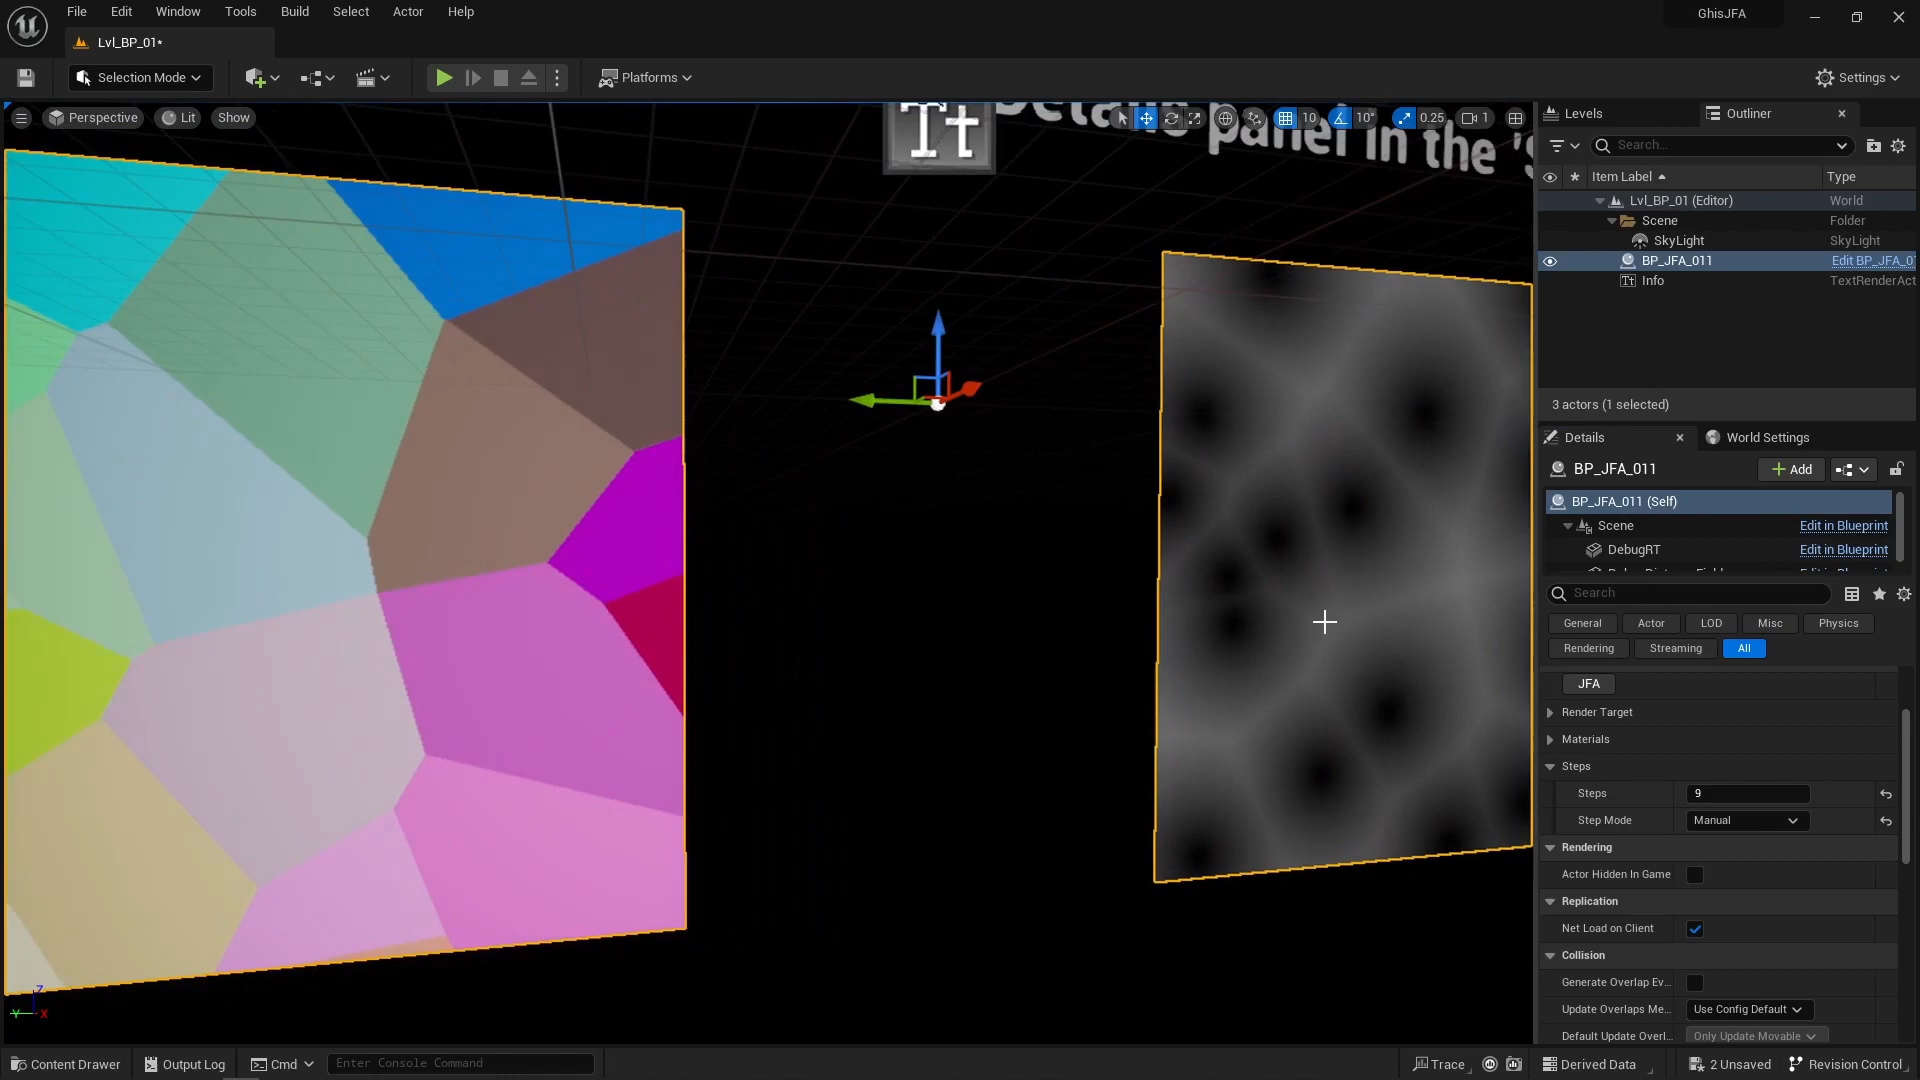 File Edit Window Tools Build Select Actor Help
GhisJFA
Lvl_BP_01*
Selection Mode
Platforms
Settings
Perspective Lit Show
10 10° 0.25 1
Tt
panel in the 'S
Levels Outliner
Search...
Item Label Type
Lvl_BP_01 (Editor) World
Scene Folder
SkyLight SkyLight
BP_JFA_011 Edit BP_JFA_0
Tt Info TextRenderAct
3 actors (1 selected)
Details World Settings
BP_JFA_011 Add
BP_JFA_011 (Self)
Scene Edit in Blueprint
DebugRT Edit in Blueprint
Search
General Actor LOD Misc Physics
Rendering Streaming All
JFA
Render Target
Materials
Steps
Steps 9
Step Mode Manual
Rendering
Actor Hidden In Game
Replication
Net Load on Client
Collision
Generate Overlap Ev...
Update Overlaps Me... Use Config Default
Default Update Overl... Only Update Movable
Z
Y X
Content Drawer Output Log Cmd Enter Console Command Trace Derived Data 2 Unsaved Revision Control